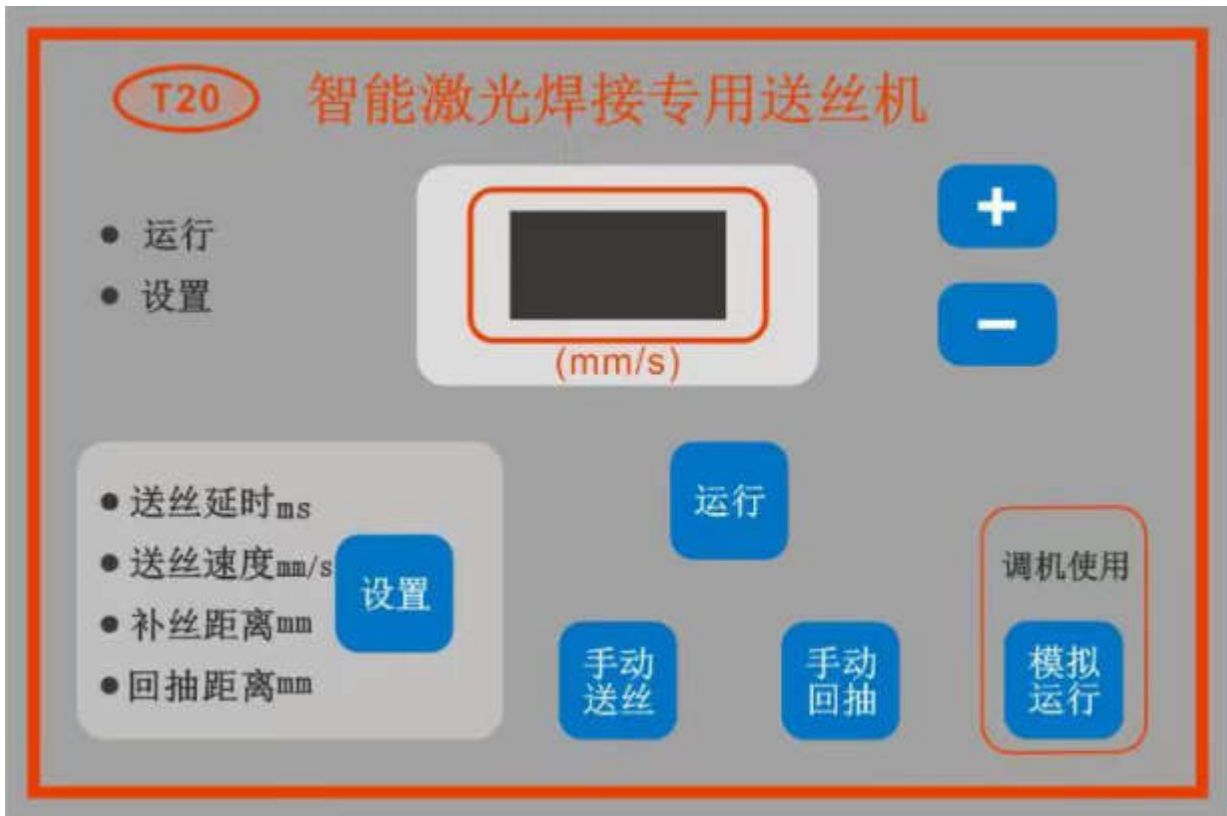 T20 智能激光焊接专用送丝机
运行
设置
+
−
(mm/s)
送丝延时ms
送丝速度mm/s
补丝距离mm
回抽距离mm
设置
运行
手动
送丝
手动
回抽
调机使用
模拟
运行